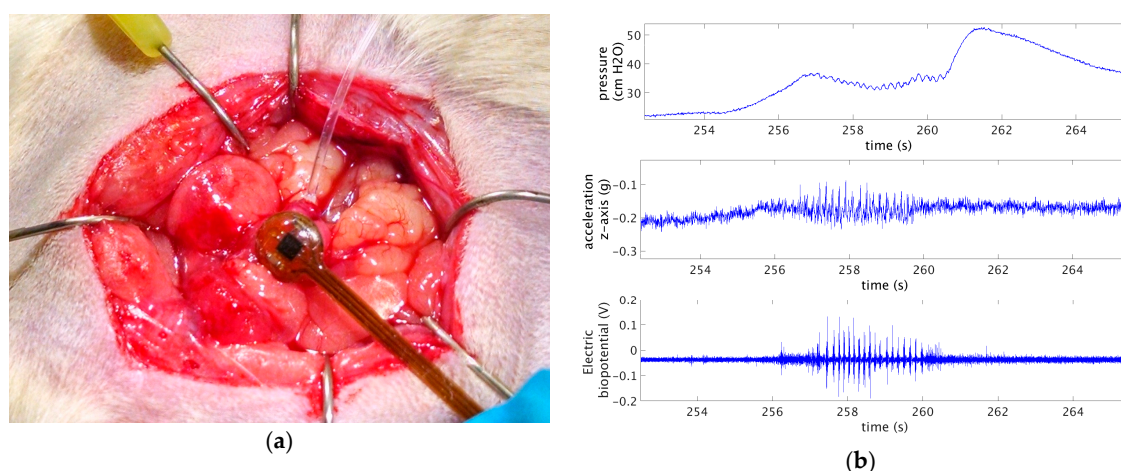 50
40
30
pressure
(cm H2O)
254 256 258 260 262 264
time (s)
-0.1
-0.2
-0.3
acceleration
z-axis (g)
254 256 258 260 262 264
time (s)
0.2
0.1
0
-0.1
-0.2
Electric
biopotential (V)
254 256 258 260 262 264
time (s)
(a)
(b)